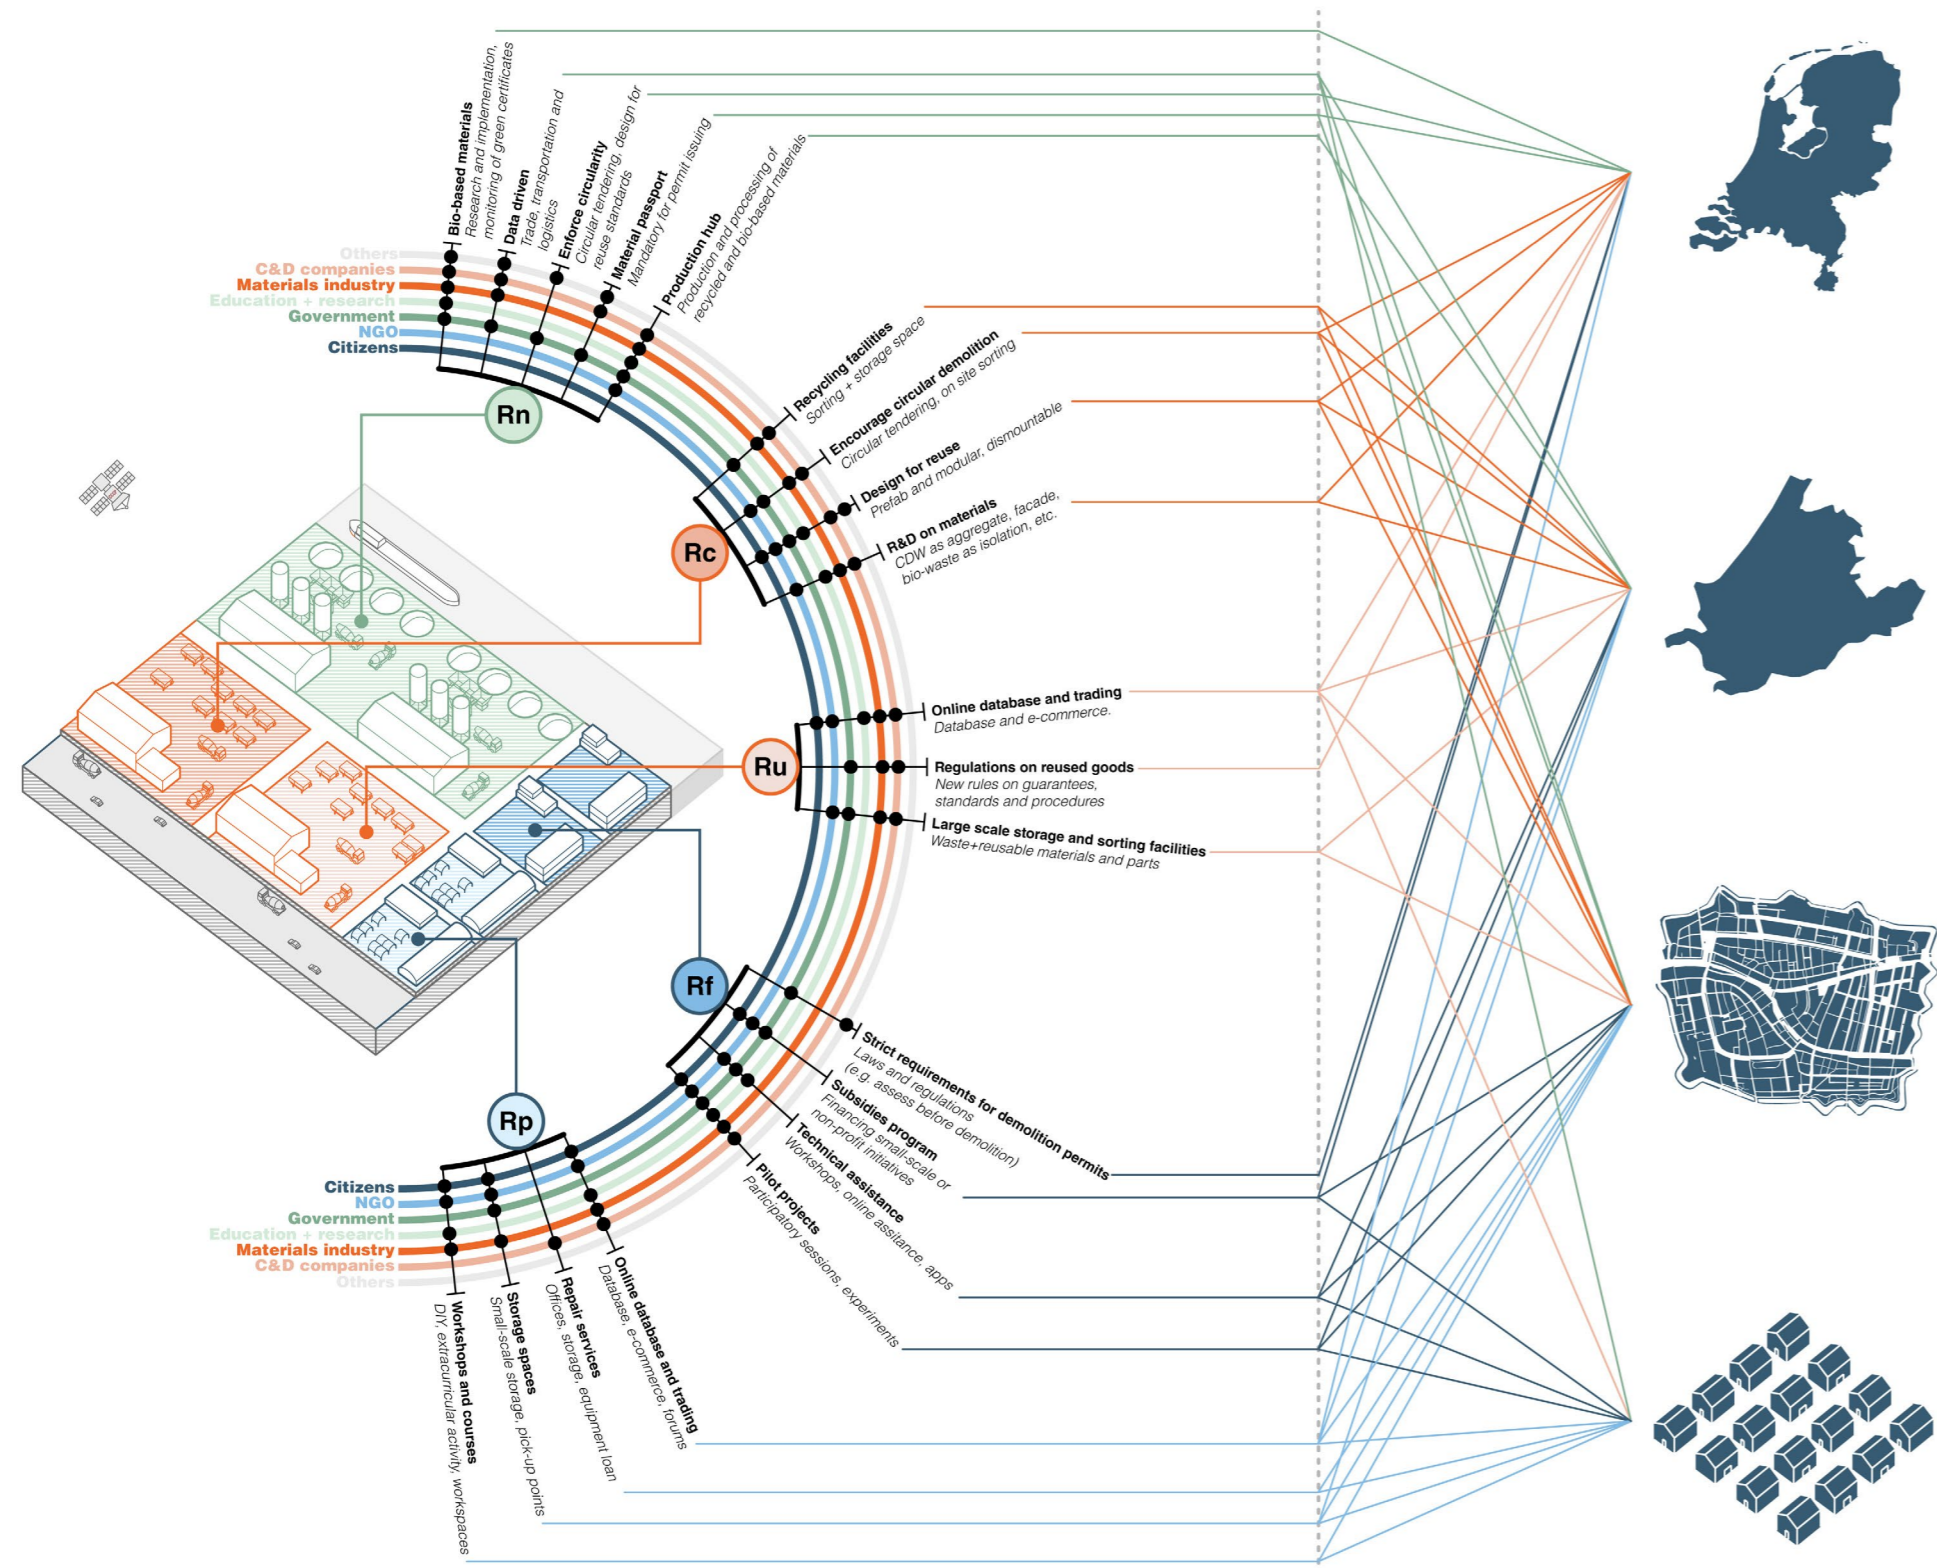 Bio-based materials
Research and implementation,
monitoring of green certificates
Data driven
Trade, transportation and
logistics
Enforce circularity
Circular tendering, design for
reuse standards
Material passport
Mandatory for permit issuing
Production hub
Production and processing of
recycled and bio-based materials
Others
C&D companies
Materials industry
Education + research
Government
NGO
Citizens
Rn
Recycling facilities
Sorting + storage space
Encourage circular demolition
Circular tendering, on site sorting
Design for reuse
Prefab and modular, dismountable
R&D on materials
CDW as aggregate, facade,
bio-waste as isolation, etc.
Rc
Online database and trading
Database and e-commerce.
Ru
Regulations on reused goods
New rules on guarantees,
standards and procedures
Large scale storage and sorting facilities
Waste+reusable materials and parts
Rf
Strict requirements for demolition permits
Laws and regulations
(e.g. assess before demolition)
Subsidies program
Financing small-scale or
non-profit initiatives
Technical assistance
Workshops, online assitance, apps
Pilot projects
Participatory sessions, experiments
Rp
Citizens
NGO
Government
Education + research
Materials industry
C&D companies
Others
Online database and trading
Database, e-commerce, forums
Repair services
Offices, storage, equipment loan
Storage spaces
Small-scale storage, pick-up points
Workshops and courses
DIY, extracurricular activity, workspaces